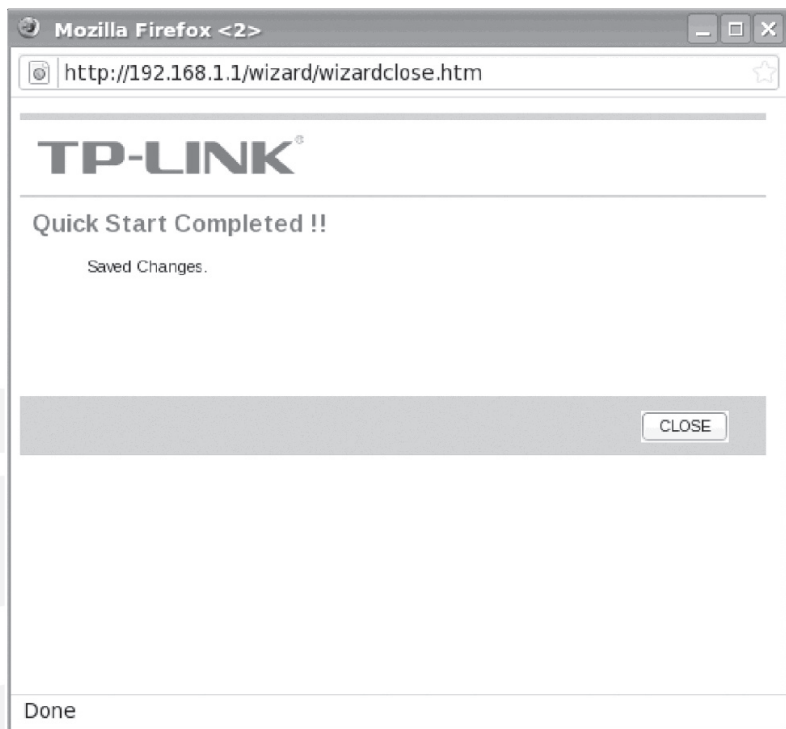 Mozilla Firefox <2>
http://192.168.1.1/wizard/wizardclose.htm
TP-LINK®
Quick Start Completed !!
Saved Changes.
CLOSE
Done